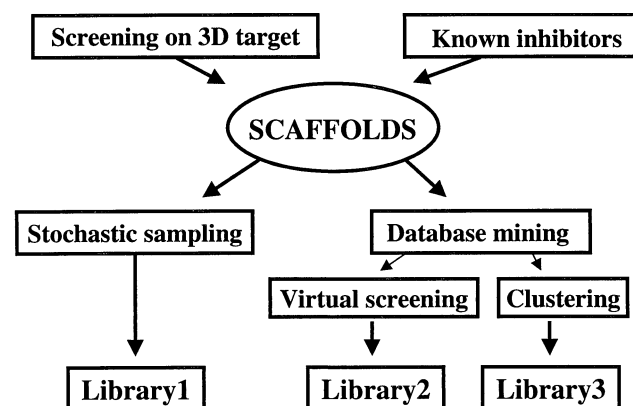 Screening on 3D target
Known inhibitors
SCAFFOLDS
Stochastic sampling
Database mining
Virtual screening
Clustering
Library1
Library2
Library3